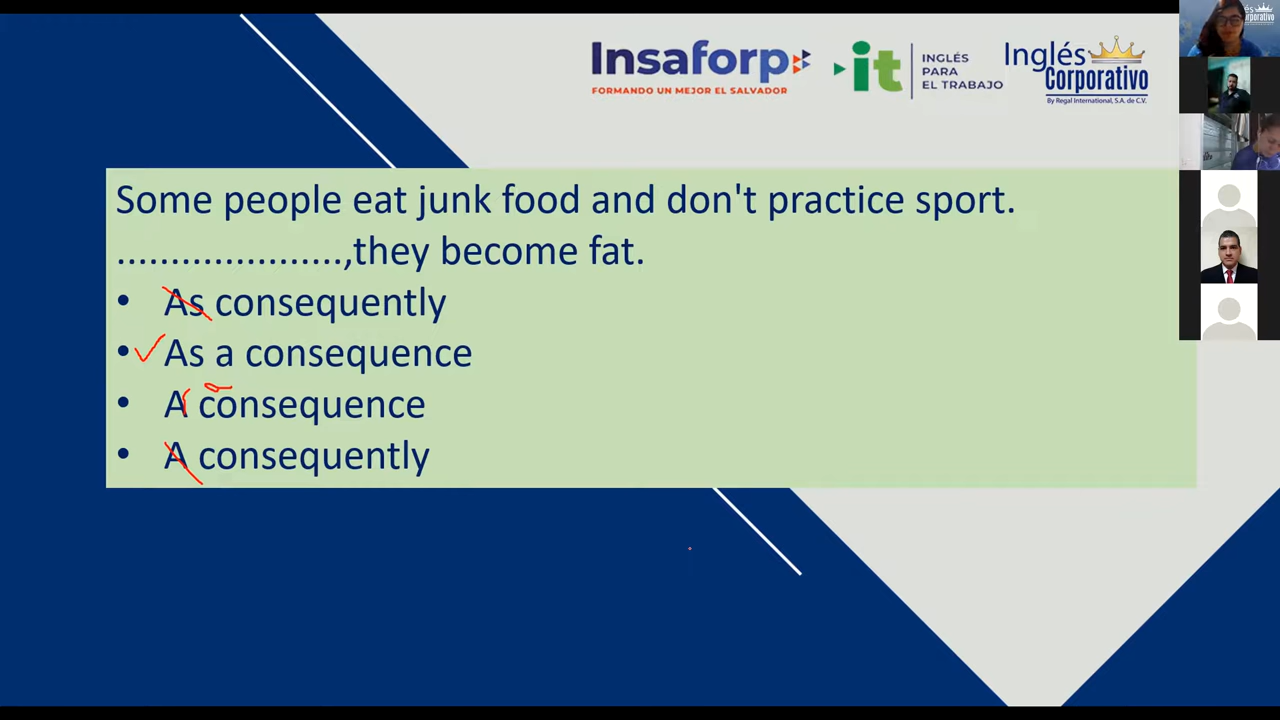 Insaforp
FORMANDO UN MEJOR EL SALVADOR
it
INGLÉS
PARA
EL TRABAJO
Inglés
Corporativo
By Regal International, S.A. de C.V.
Some people eat junk food and don't practice sport.
.....................,they become fat.
• As consequently
• As a consequence
• A consequence
• A consequently